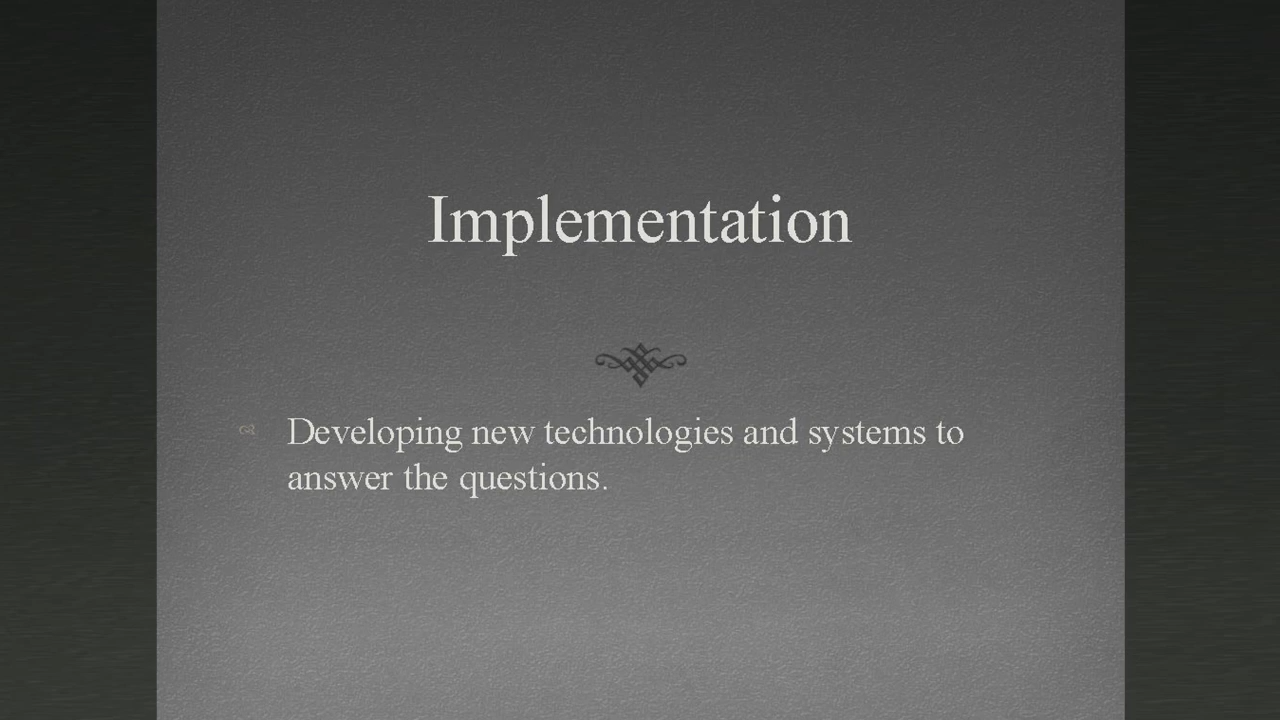 Implementation
Developing new technologies and systems to
answer the questions.